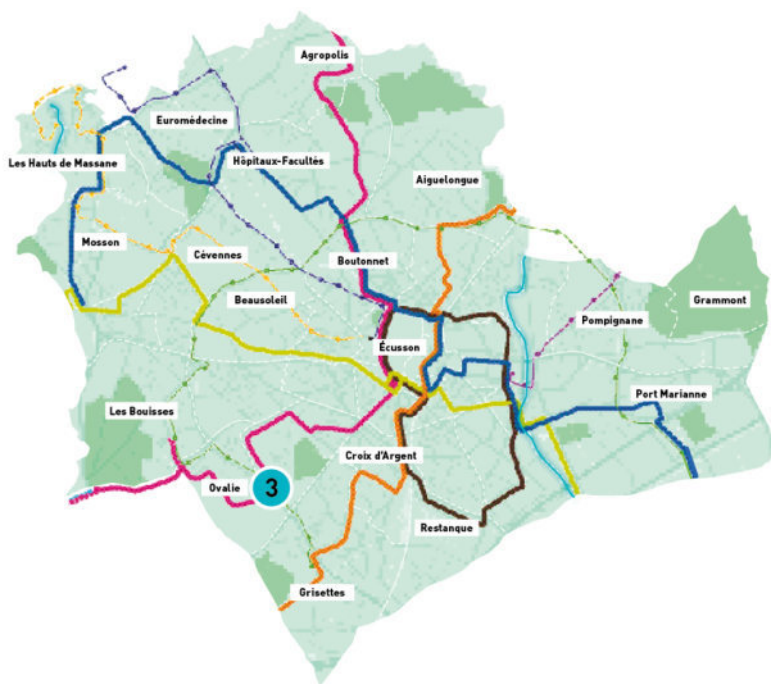 Agropolis
Euromédecine
Les Hauts de Massane
Hôpitaux-Facultés
Aiguelongue
Mosson
Cévennes
Boutonnet
Beausoleil
Grammont
Pompignane
Écusson
Port Marianne
Les Bouisses
Croix d'Argent
Ovalie
3
Restanque
Grisettes